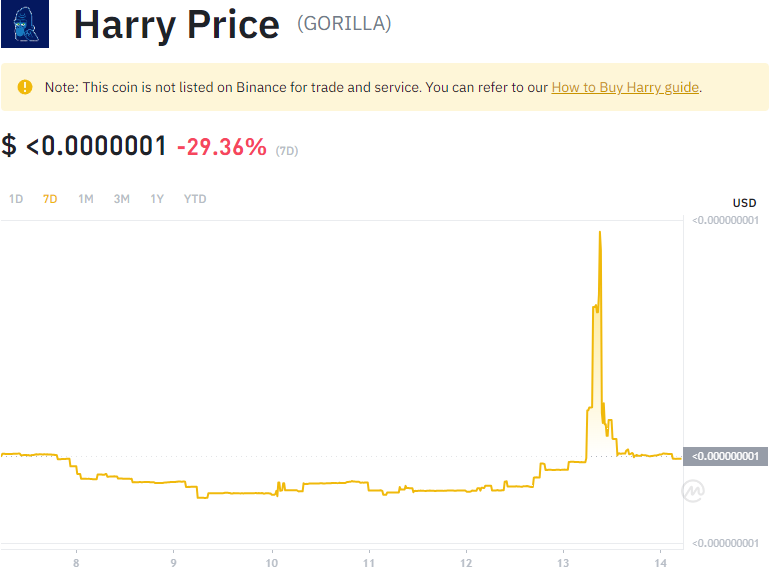 Harry Price (GORILLA)
Note: This coin is not listed on Binance for trade and service. You can refer to our How to Buy Harry guide.
$ <0.0000001 -29.36% (7D)
1D 7D 1M 3M 1Y YTD
USD
<0.000000001
<0.000000001
<0.000000001
8 9 10 11 12 13 14